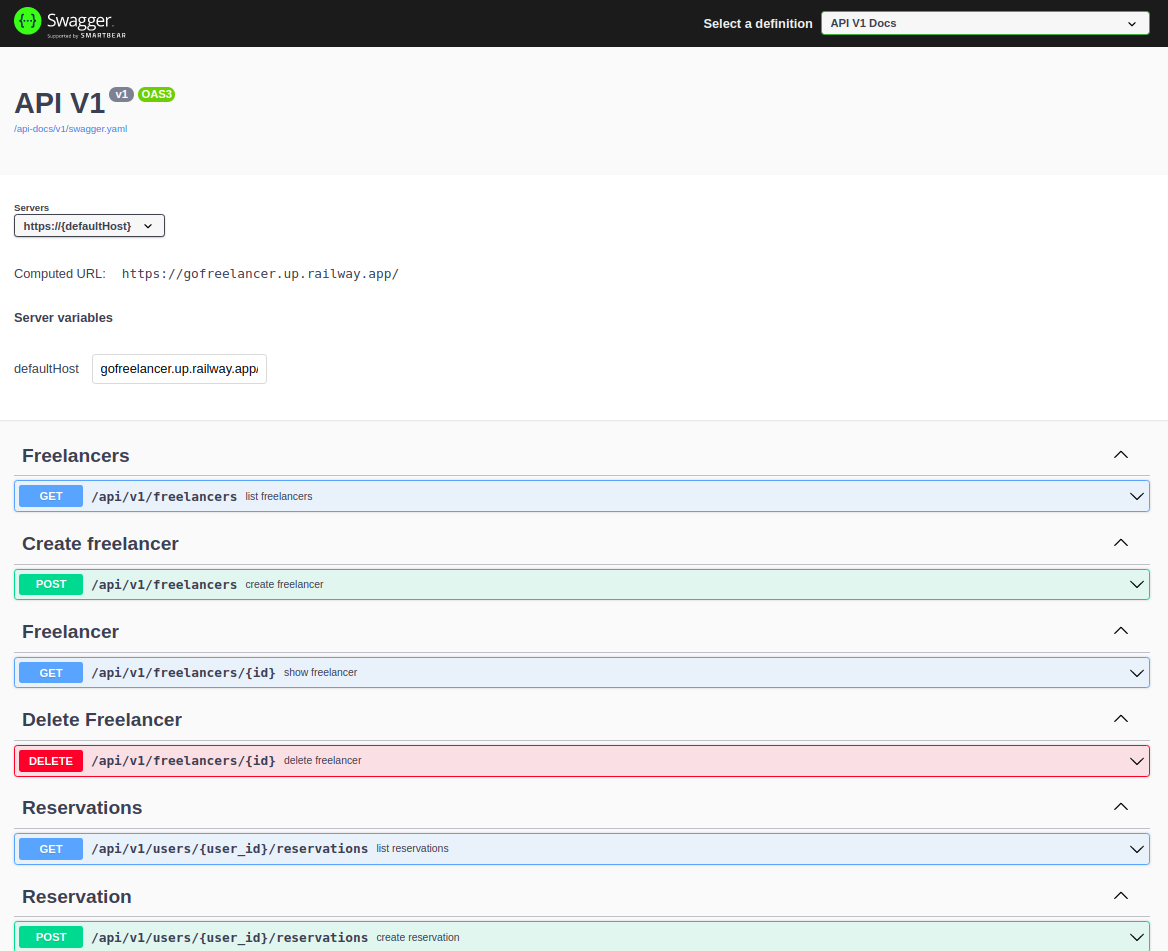 {···} Swagger.
Supported by SMARTBEAR
Select a definition API V1 Docs
API V1 v1 OAS3
/api-docs/v1/swagger.yaml
Servers
https://{defaultHost}
Computed URL: https://gofreelancer.up.railway.app/
Server variables
defaultHost gofreelancer.up.railway.app/
Freelancers
GET /api/v1/freelancers list freelancers
Create freelancer
POST /api/v1/freelancers create freelancer
Freelancer
GET /api/v1/freelancers/{id} show freelancer
Delete Freelancer
DELETE /api/v1/freelancers/{id} delete freelancer
Reservations
GET /api/v1/users/{user_id}/reservations list reservations
Reservation
POST /api/v1/users/{user_id}/reservations create reservation